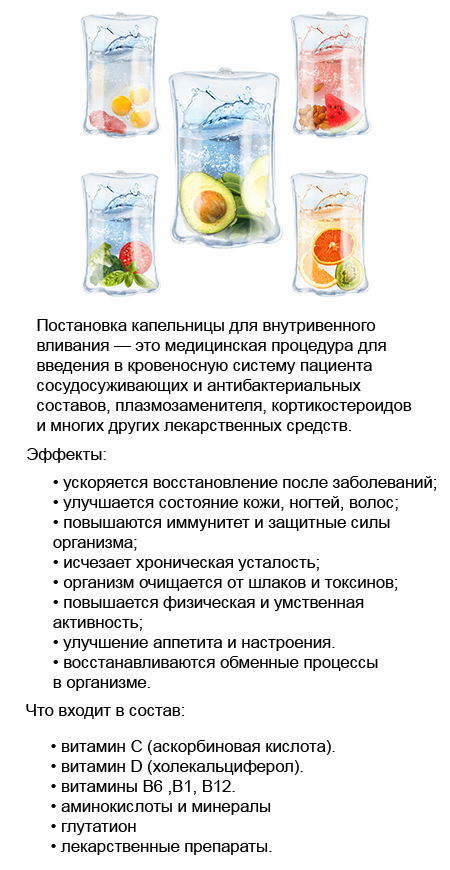 Постановка капельницы для внутривенного
вливания — это медицинская процедура для
введения в кровеносную систему пациента
сосудосуживающих и антибактериальных
составов, плазмозаменителя, кортикостероидов
и многих других лекарственных средств.
Эффекты:
• ускоряется восстановление после заболеваний;
• улучшается состояние кожи, ногтей, волос;
• повышаются иммунитет и защитные силы
организма;
• исчезает хроническая усталость;
• организм очищается от шлаков и токсинов;
• повышается физическая и умственная
активность;
• улучшение аппетита и настроения.
• восстанавливаются обменные процессы
в организме.
Что входит в состав:
• витамин С (аскорбиновая кислота).
• витамин D (холекальциферол).
• витамины В6 ,В1, В12.
• аминокислоты и минералы
• глутатион
• лекарственные препараты.